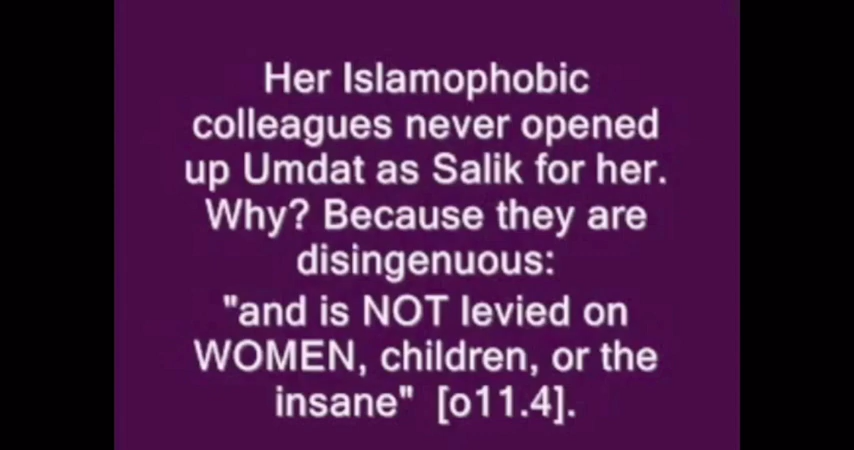 Her Islamophobic
colleagues never opened
up Umdat as Salik for her.
Why? Because they are
disingenuous:
"and is NOT levied on
WOMEN, children, or the
insane" [o11.4].